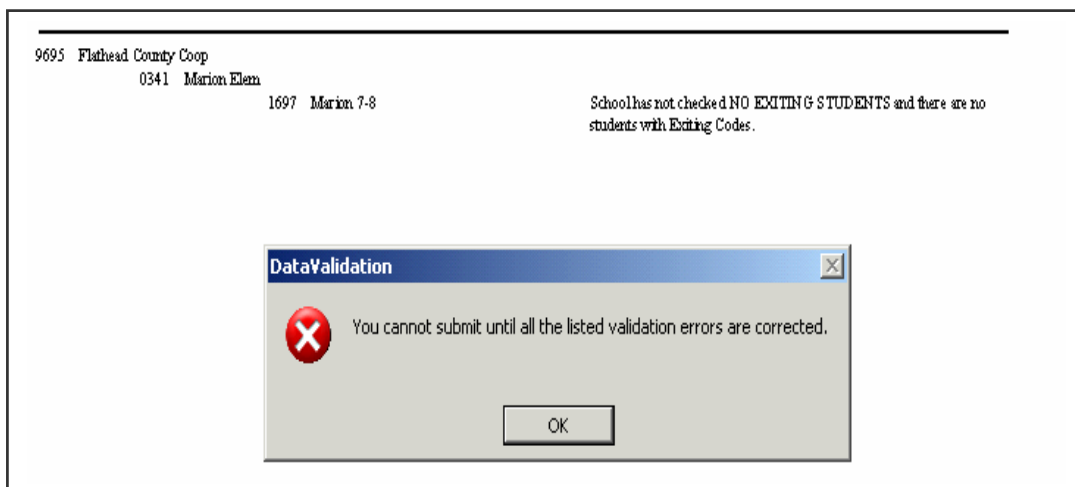 9695 Flathead County Coop
0341 Marion Elem
1697 Marion 7-8 School has not checked NO EXITING STUDENTS and there are no
students with Exiting Codes.
DataValidation
You cannot submit until all the listed validation errors are corrected.
OK